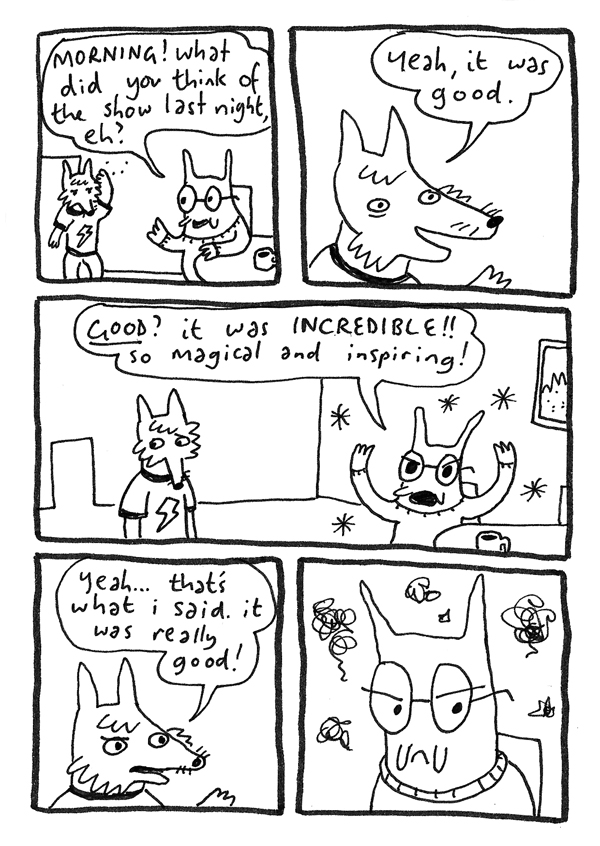 MORNING! what
did you think of
the show last night,
eh?
Yeah, it was
good.
GOOD? it was INCREDIBLE!!
so magical and inspiring!
Yeah... that's
what i said. it
was really
good!